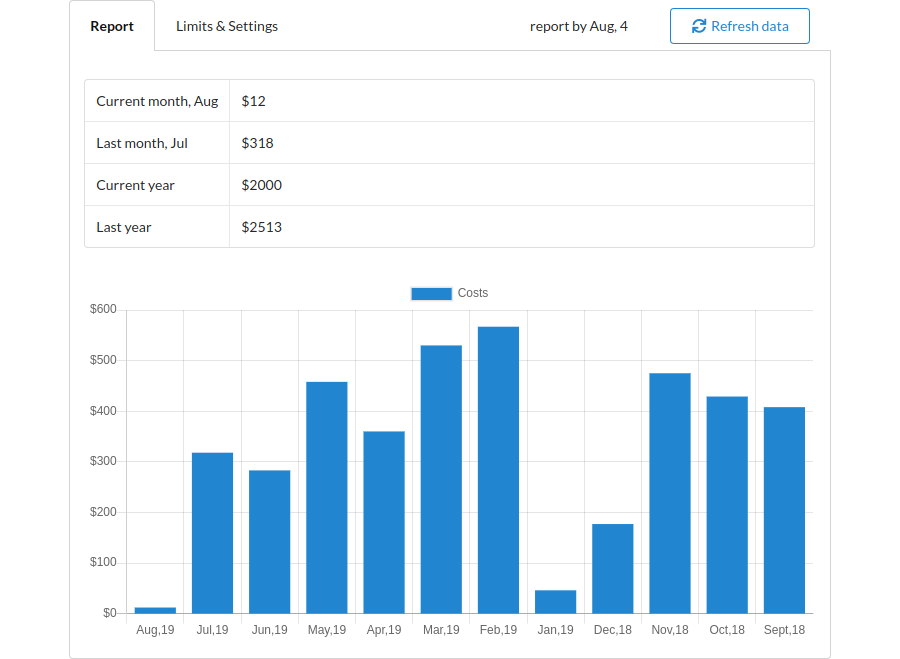 Report Limits & Settings report by Aug, 4 Refresh data
Current month, Aug $12
Last month, Jul $318
Current year $2000
Last year $2513
Costs
$600
$500
$400
$300
$200
$100
$0
Aug,19 Jul,19 Jun,19 May,19 Apr,19 Mar,19 Feb,19 Jan,19 Dec,18 Nov,18 Oct,18 Sept,18